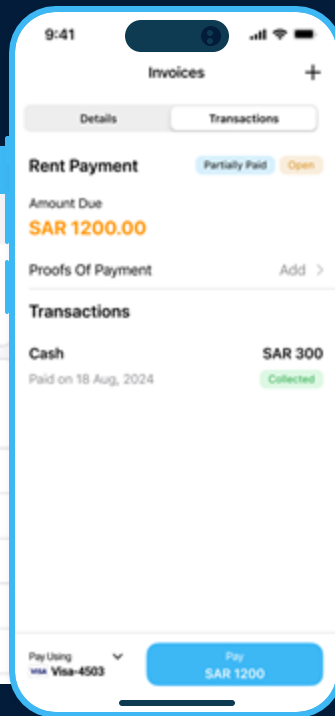 9:41
Invoices +
Details Transactions
Rent Payment Partially Paid Open
Amount Due
SAR 1200.00
Proofs Of Payment Add >
Transactions
Cash SAR 300
Paid on 18 Aug, 2024 Collected
Pay Using Pay
VISA Visa-4503 SAR 1200